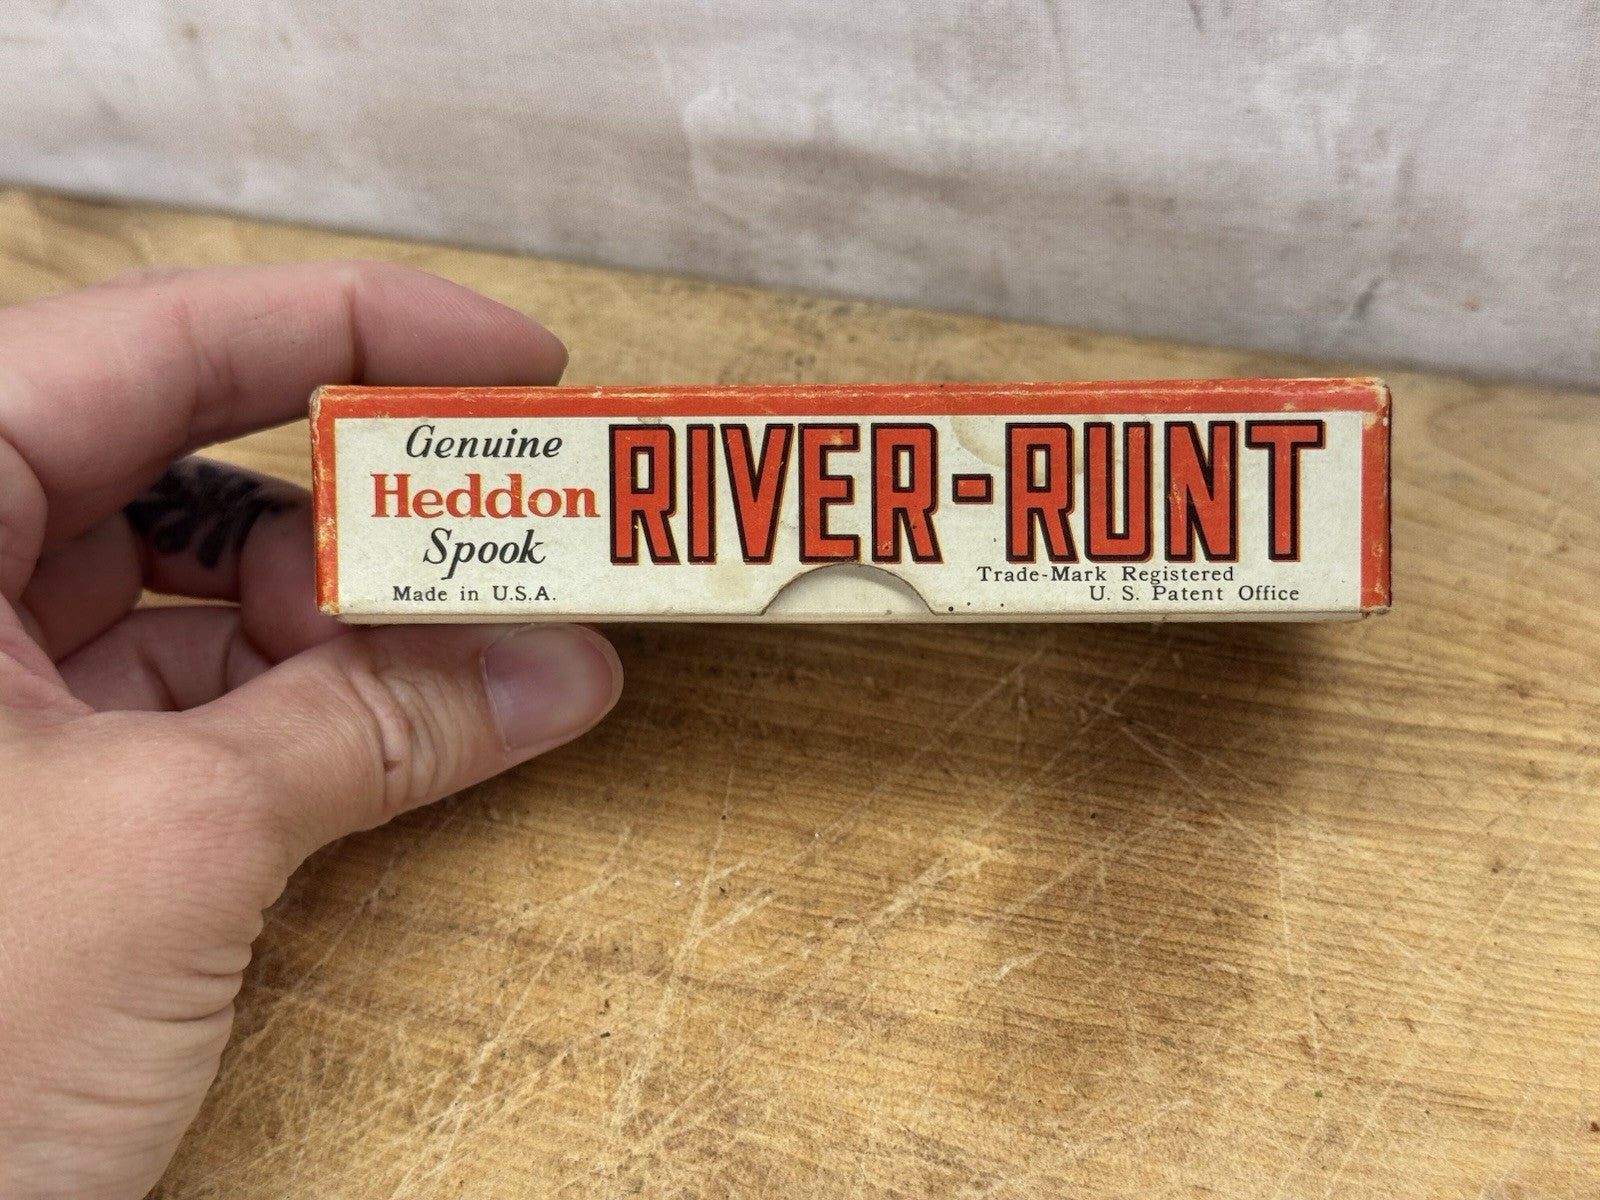 Genuine
Heddon
Spook
Made in U.S.A.
RIVER-RUNT
Trade-Mark Registered
U. S. Patent Office